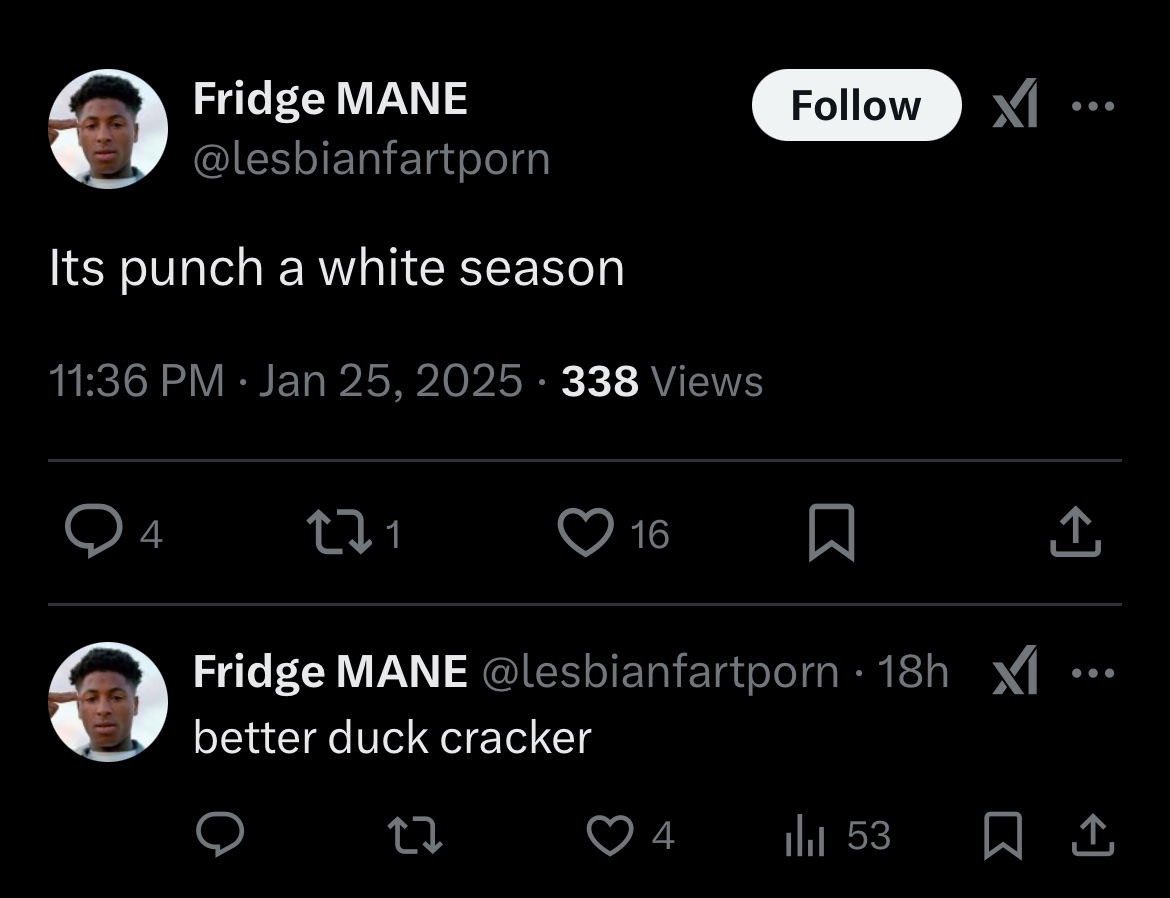 Fridge MANE
Follow
@lesbianfartporn
Its punch a white season
11:36 PM · Jan 25, 2025 · 338 Views
4 1 16
Fridge MANE @lesbianfartporn · 18h
better duck cracker
4 53